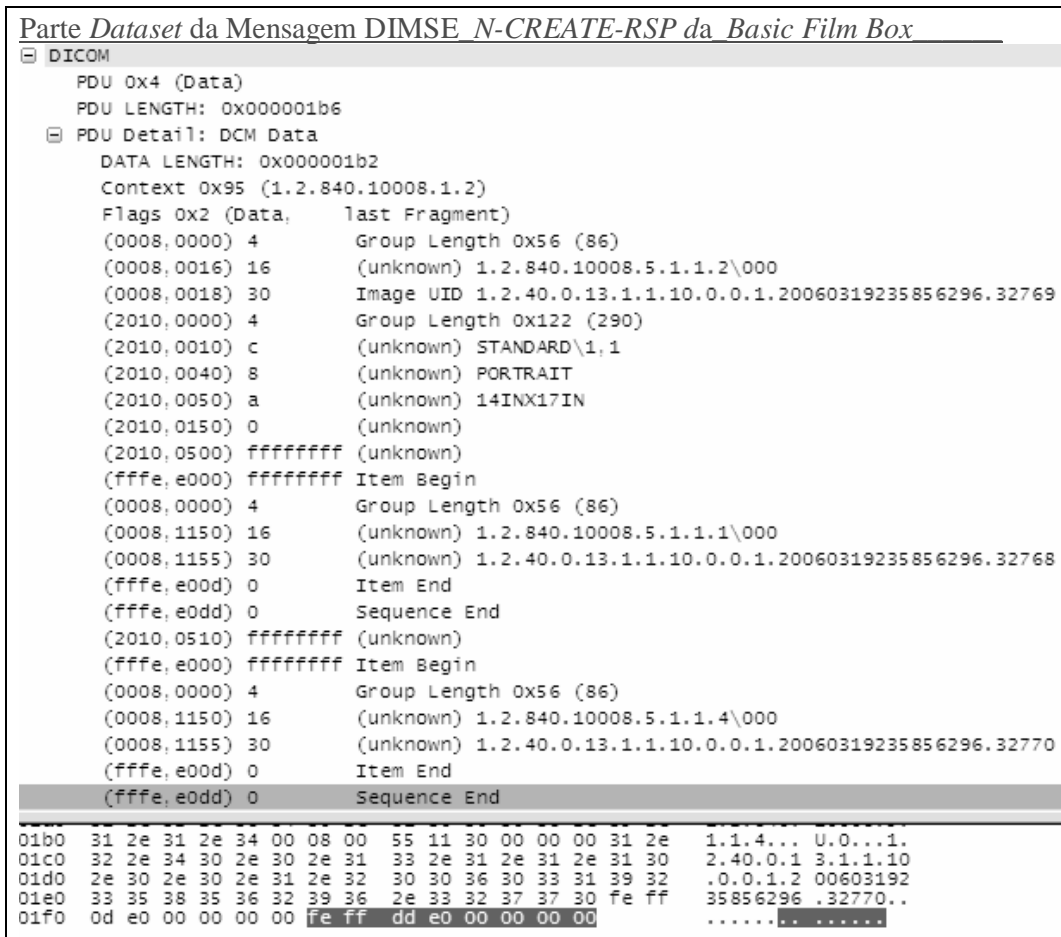 Parte Dataset da Mensagem DIMSE_N-CREATE-RSP da_Basic Film Box_______
DICOM
PDU 0x4 (Data)
PDU LENGTH: 0x000001b6
PDU Detail: DCM Data
DATA LENGTH: 0x000001b2
Context 0x95 (1.2.840.10008.1.2)
Flags 0x2 (Data, last Fragment)
(0008,0000) 4 Group Length 0x56 (86)
(0008,0016) 16 (unknown) 1.2.840.10008.5.1.1.2\000
(0008,0018) 30 Image UID 1.2.40.0.13.1.1.10.0.0.1.20060319235856296.32769
(2010,0000) 4 Group Length 0x122 (290)
(2010,0010) c (unknown) STANDARD\1,1
(2010,0040) 8 (unknown) PORTRAIT
(2010,0050) a (unknown) 14INX17IN
(2010,0150) 0 (unknown)
(2010,0500) ffffffff (unknown)
(fffe,e000) ffffffff Item Begin
(0008,0000) 4 Group Length 0x56 (86)
(0008,1150) 16 (unknown) 1.2.840.10008.5.1.1.1\000
(0008,1155) 30 (unknown) 1.2.40.0.13.1.1.10.0.0.1.20060319235856296.32768
(fffe,e00d) 0 Item End
(fffe,e0dd) 0 Sequence End
(2010,0510) ffffffff (unknown)
(fffe,e000) ffffffff Item Begin
(0008,0000) 4 Group Length 0x56 (86)
(0008,1150) 16 (unknown) 1.2.840.10008.5.1.1.4\000
(0008,1155) 30 (unknown) 1.2.40.0.13.1.1.10.0.0.1.20060319235856296.32770
(fffe,e00d) 0 Item End
(fffe,e0dd) 0 Sequence End
01b0 31 2e 31 2e 34 00 08 00 55 11 30 00 00 00 31 2e 1.1.4... U.0...1.
01c0 32 2e 34 30 2e 30 2e 31 33 2e 31 2e 31 2e 31 30 2.40.0.1 3.1.1.10
01d0 2e 30 2e 30 2e 31 2e 32 30 30 36 30 33 31 39 32 .0.0.1.2 00603192
01e0 33 35 38 35 36 32 39 36 2e 33 32 37 37 30 fe ff 35856296 .32770..
01f0 0d e0 00 00 00 00 fe ff dd e0 00 00 00 00 ........ ......